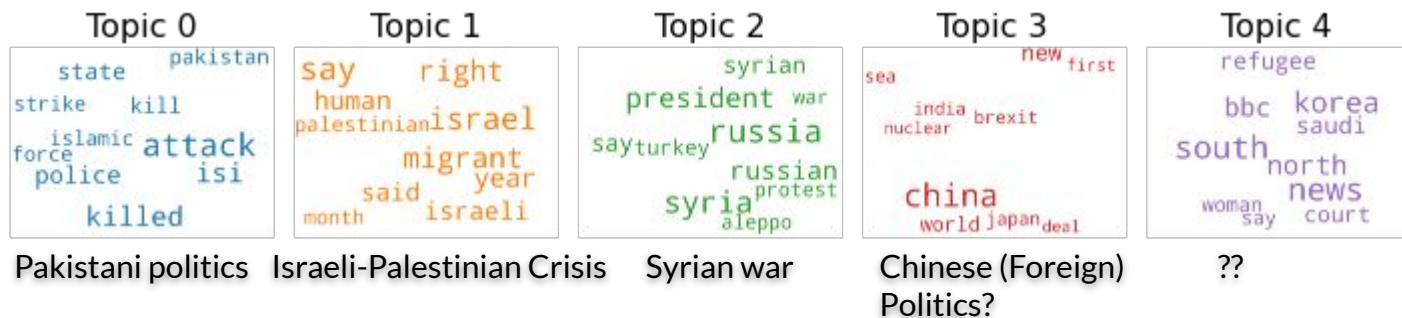 Topic 0
pakistan
state
strike kill
islamic
attack
force
police
isi
killed
Pakistani politics
Topic 1
say right
human
palestinian
israel
migrant
year
said
israeli
month
Israeli-Palestinian Crisis
Topic 2
syrian
president war
russia
say turkey
russian
protest
syria
aleppo
Syrian war
Topic 3
new first
sea
india brexit
nuclear
china
world japan deal
Chinese (Foreign)
Politics?
Topic 4
refugee
bbc korea
saudi
south
north
news
woman
say court
??